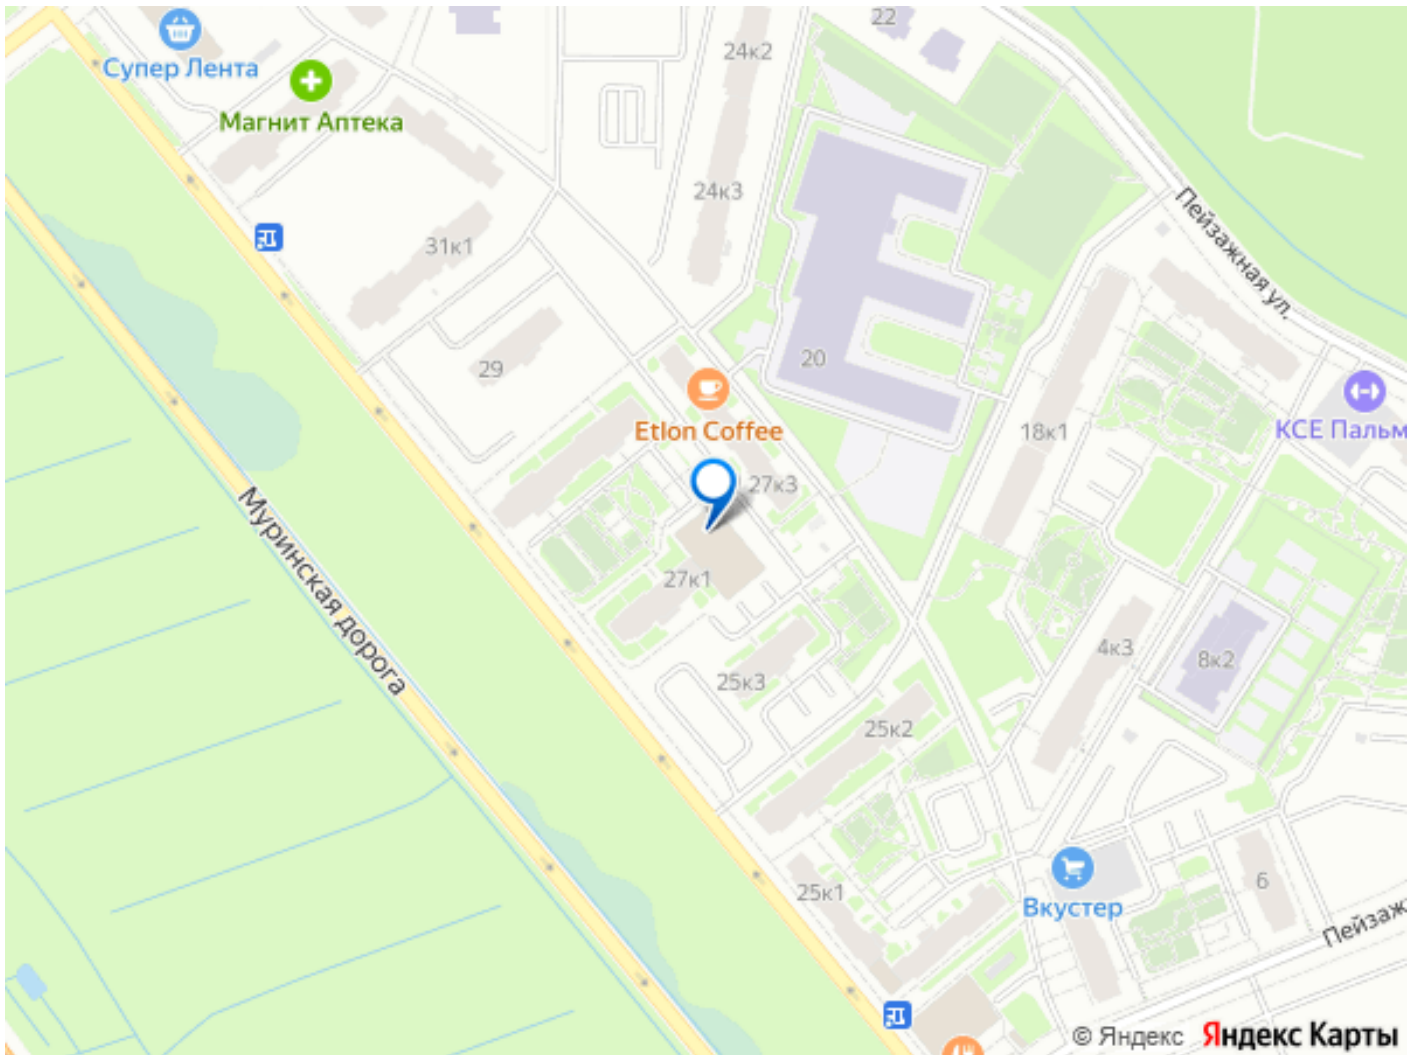 22
24к2
Супер Лента
Магнит Аптека
24к3
Пейзажная ул.
31к1
20
29
Etlon Coffee
18к1
КСЕ Пальм
27к3
Муринская дорога
27к1
4к3
8к2
25к3
25к2
25к1
6
Вкустер
Пейзаж
© Яндекс Яндекс Карты